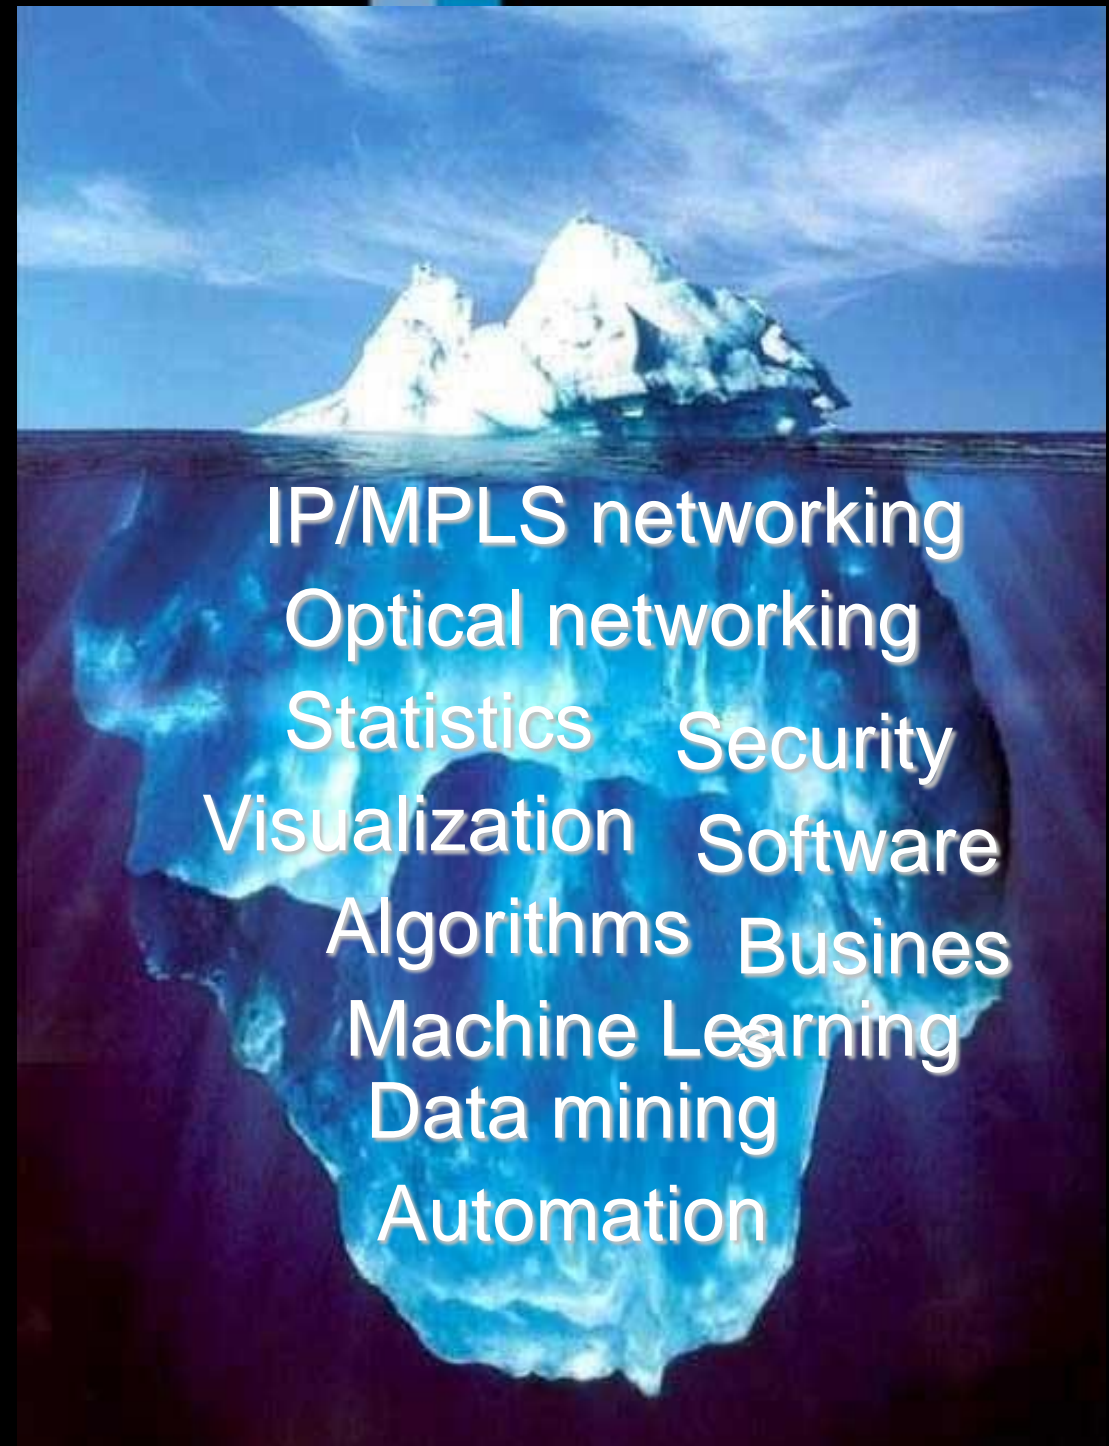 IP/MPLS networking
Optical networking
Statistics
Security
Visualization
Software
Algorithms
Busines
s
Machine Learning
Data mining
Automation